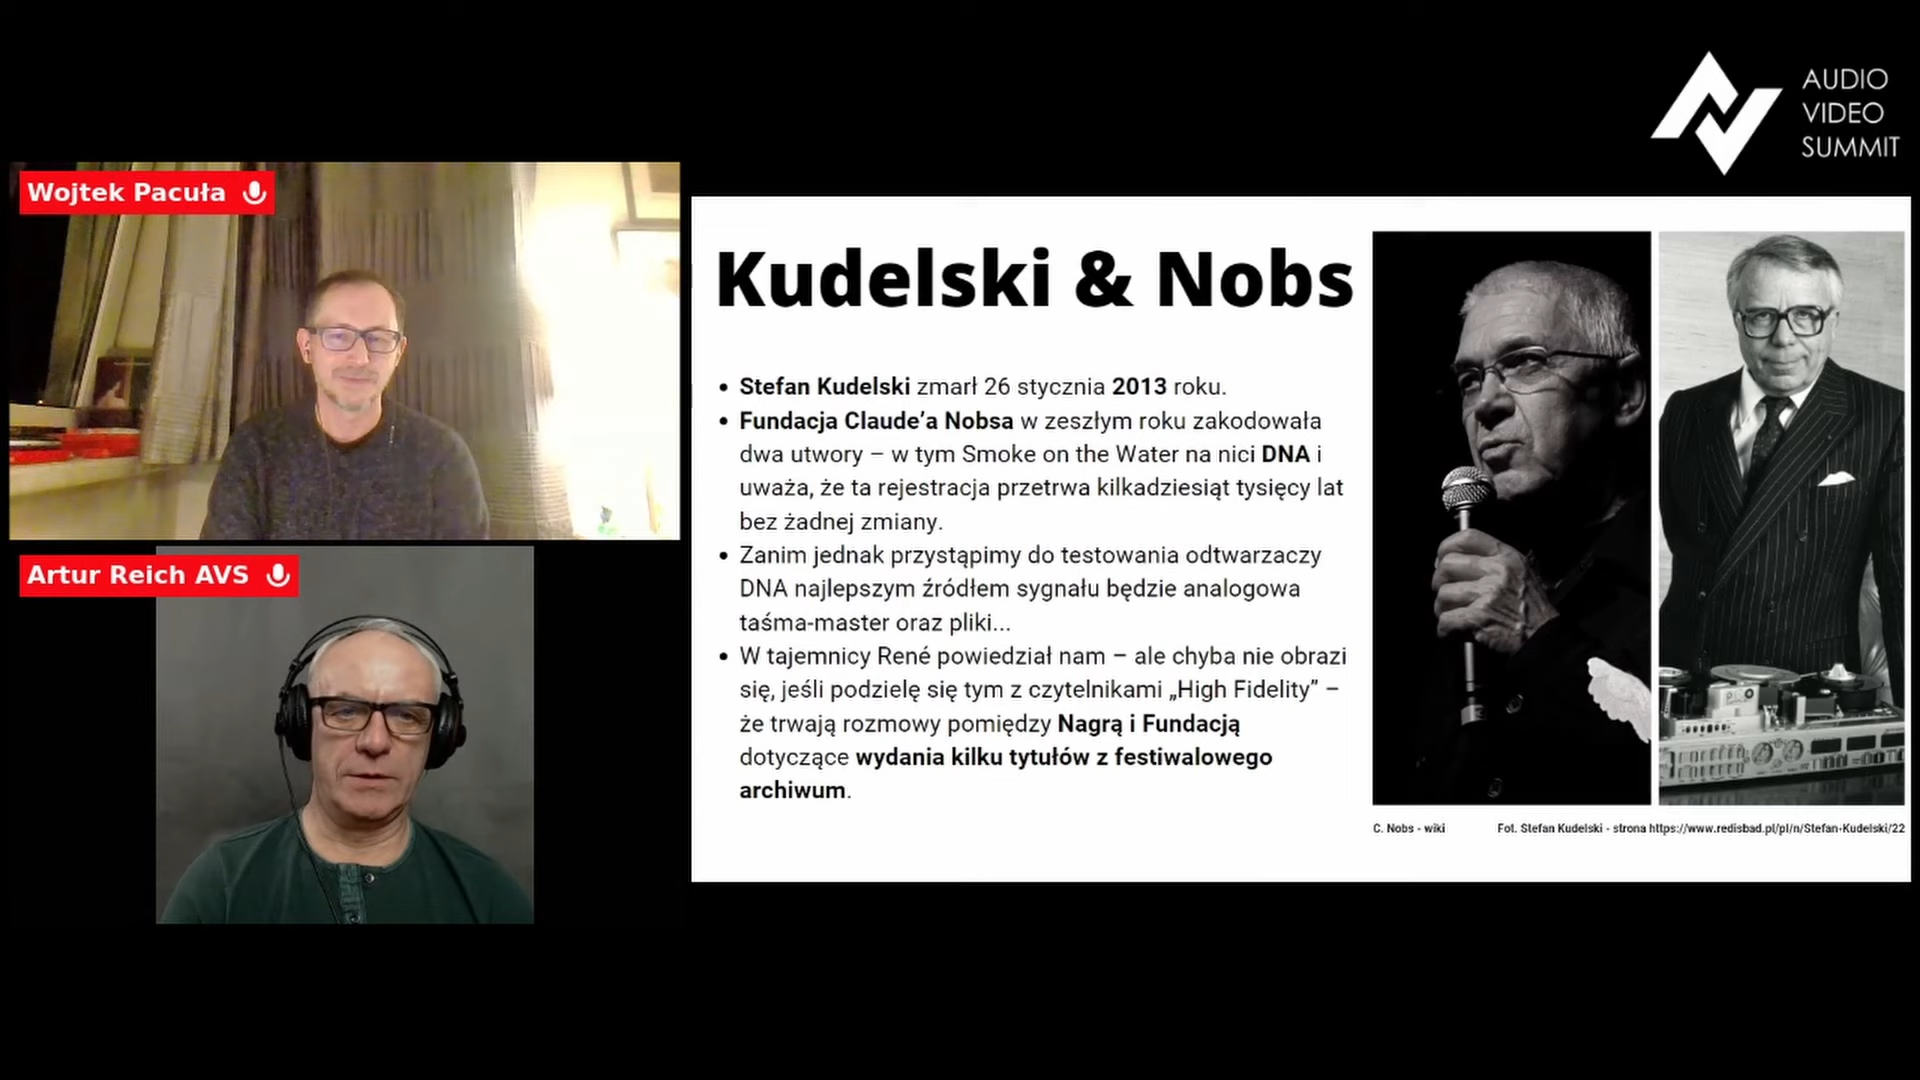 AUDIO
VIDEO
SUMMIT
Wojtek Pacuła
Artur Reich AVS
Kudelski & Nobs
• Stefan Kudelski zmarł 26 stycznia 2013 roku.
• Fundacja Claude’a Nobsa w zeszłym roku zakodowała
dwa utwory – w tym Smoke on the Water na nici DNA i
uważa, że ta rejestracja przetrwa kilkadziesiąt tysięcy lat
bez żadnej zmiany.
• Zanim jednak przystąpimy do testowania odtwarzaczy
DNA najlepszym źródłem sygnału będzie analogowa
taśma-master oraz pliki...
• W tajemnicy René powiedział nam – ale chyba nie obrazi
się, jeśli podzielę się tym z czytelnikami „High Fidelity” –
że trwają rozmowy pomiędzy Nagrą i Fundacją
dotyczące wydania kilku tytułów z festiwalowego
archiwum.
C. Nobs - wiki
Fot. Stefan Kudelski - strona https://www.redisbad.pl/pl/n/Stefan-Kudelski/22